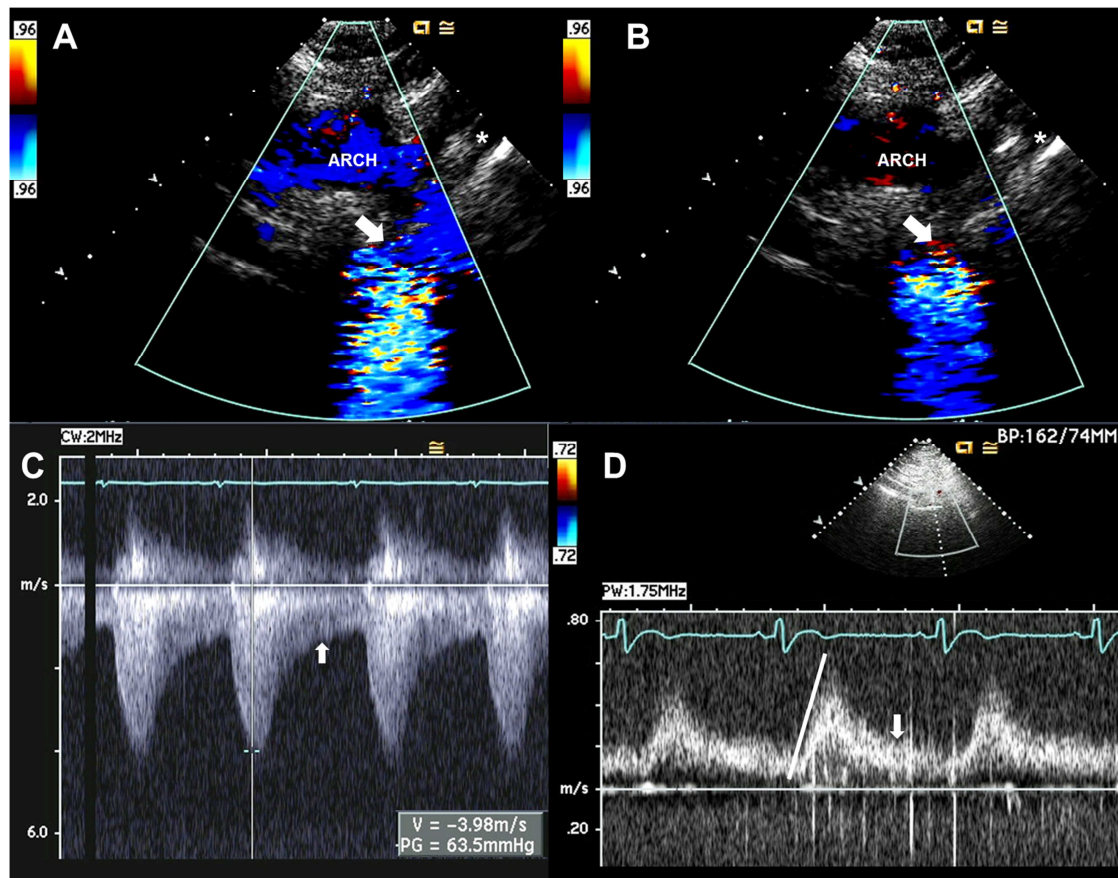 A
.96
.96
ARCH
*
B
.96
.96
ARCH
*
C
CW:2MHz
2.0
m/s
6.0
V = -3.98m/s
PG = 63.5mmHg
D
.72
.72
BP:162/74MM
PW:1.75MHz
.80
m/s
.20